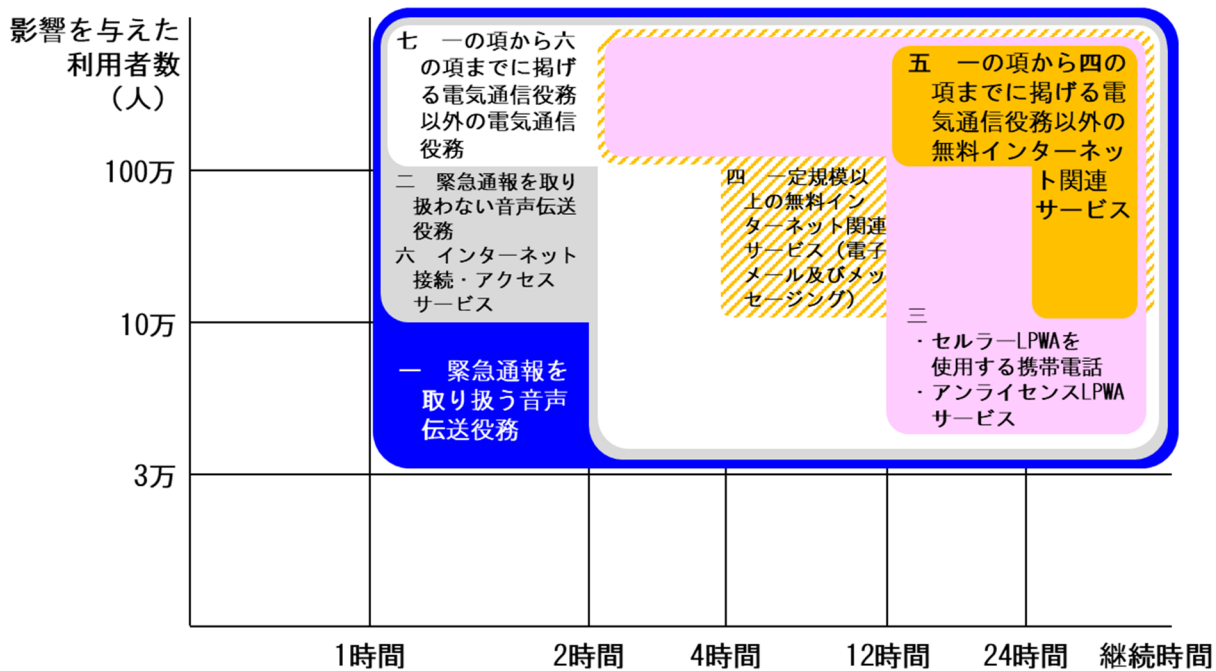 影響を与えた
利用者数
（人）
100万
10万
3万
1時間
2時間
4時間
12時間
24時間
継続時間
七　一の項から六
の項までに掲げ
る電気通信役務
以外の電気通信
役務
二　緊急通報を取り
扱わない音声伝送
役務
六　インターネット
接続・アクセス
サービス
一　緊急通報を
取り扱う音声
伝送役務
四　一定規模以
上の無料イン
ターネット関連
サービス（電子
メール及びメッ
セージング）
五　一の項から四の
項までに掲げる電
気通信役務以外の
無料インターネッ
ト関連
サービス
三
・セルラーLPWAを
使用する携帯電話
・アンライセンスLPWA
サービス